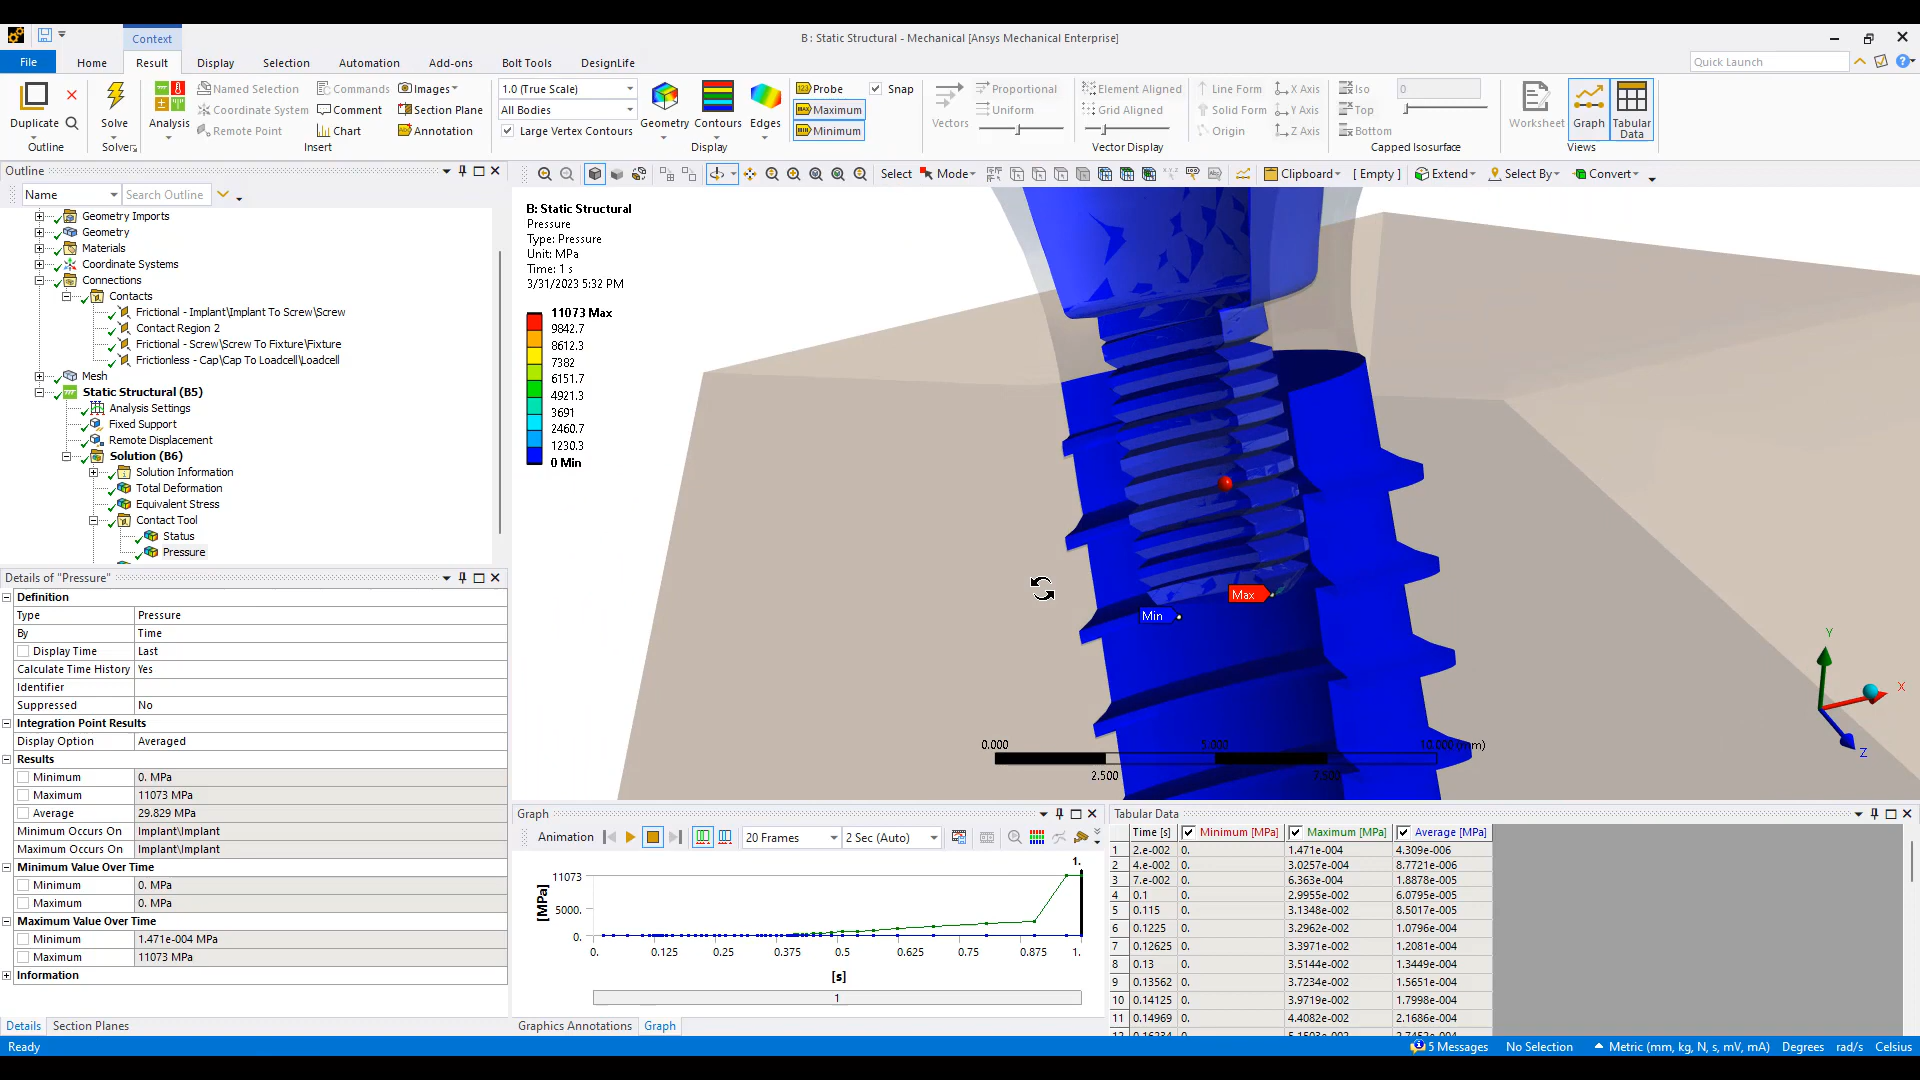 Context
B : Static Structural - Mechanical [Ansys Mechanical Enterprise]
File
Home
Result
Display
Selection
Automation
Add-ons
Bolt Tools
DesignLife
Quick Launch
Duplicate
Outline
Solve
Solver
Analysis
Named Selection
Coordinate System
Remote Point
Commands
Comment
Chart
Images
Section Plane
Annotation
Insert
1.0 (True Scale)
All Bodies
Large Vertex Contours
Geometry
Contours
Edges
Display
Probe
Maximum
Minimum
Snap
Vectors
Proportional
Uniform
Element Aligned
Grid Aligned
Line Form
Solid Form
Origin
X Axis
Y Axis
Z Axis
Vector Display
Iso
Top
Bottom
0
Capped Isosurface
Worksheet
Graph
Tabular
Data
Views
Outline
Name
Search Outline
Select
Mode
Clipboard
[ Empty ]
Extend
Select By
Convert
Geometry Imports
Geometry
Materials
Coordinate Systems
Connections
Contacts
Frictional - Implant\Implant To Screw\Screw
Contact Region 2
Frictional - Screw\Screw To Fixture\Fixture
Frictionless - Cap\Cap To Loadcell\Loadcell
Mesh
Static Structural (B5)
Analysis Settings
Fixed Support
Remote Displacement
Solution (B6)
Solution Information
Total Deformation
Equivalent Stress
Contact Tool
Status
Pressure
Details of "Pressure"
Definition
Type Pressure
By Time
Display Time Last
Calculate Time History Yes
Identifier
Suppressed No
Integration Point Results
Display Option Averaged
Results
Minimum 0. MPa
Maximum 11073 MPa
Average 29.829 MPa
Minimum Occurs On Implant\Implant
Maximum Occurs On Implant\Implant
Minimum Value Over Time
Minimum 0. MPa
Maximum 0. MPa
Maximum Value Over Time
Minimum 1.471e-004 MPa
Maximum 11073 MPa
Information
Details
Section Planes
B: Static Structural
Pressure
Type: Pressure
Unit: MPa
Time: 1 s
3/31/2023 5:32 PM
11073 Max
9842.7
8612.3
7382
6151.7
4921.3
3691
2460.7
1230.3
0 Min
Max
Min
0.000 5.000 10.000 (mm)
2.500 7.500
Y
X
Z
Graph
Animation
20 Frames
2 Sec (Auto)
1.
11073
5000.
0.
[MPa]
0. 0.125 0.25 0.375 0.5 0.625 0.75 0.875 1.
[s]
1
Graphics Annotations
Graph
Tabular Data
Time [s] Minimum [MPa] Maximum [MPa] Average [MPa]
1 2.e-002 0. 1.471e-004 4.309e-006
2 4.e-002 0. 3.0257e-004 8.7721e-006
3 7.e-002 0. 6.363e-004 1.8878e-005
4 0.1 0. 2.9955e-002 6.0795e-005
5 0.115 0. 3.1348e-002 8.5017e-005
6 0.1225 0. 3.2962e-002 1.0796e-004
7 0.12625 0. 3.3971e-002 1.2081e-004
8 0.13 0. 3.5144e-002 1.3449e-004
9 0.13562 0. 3.7234e-002 1.5651e-004
10 0.14125 0. 3.9719e-002 1.7998e-004
11 0.14969 0. 4.4082e-002 2.1686e-004
Ready
5 Messages
No Selection
Metric (mm, kg, N, s, mV, mA)
Degrees
rad/s
Celsius